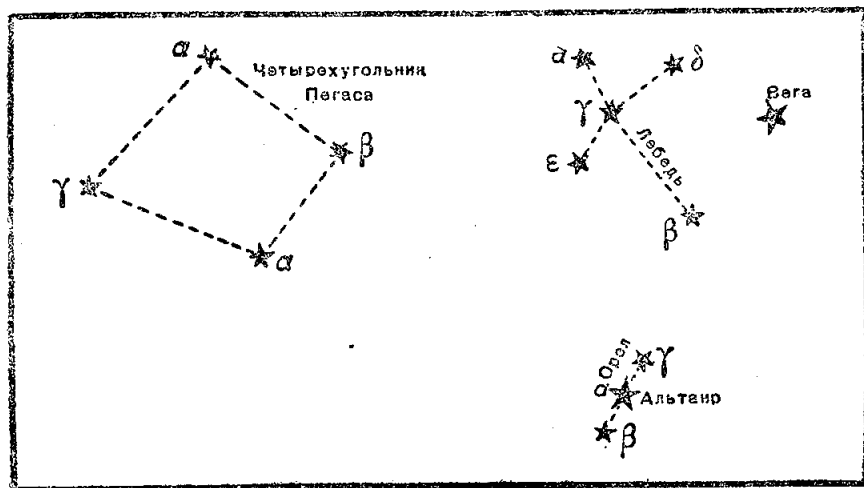 α
Четырехугольник
Пегаса
β
γ
α
α
δ
γ
Вега
ε
Лебедь
β
Орел
γ
α
Альтаир
β